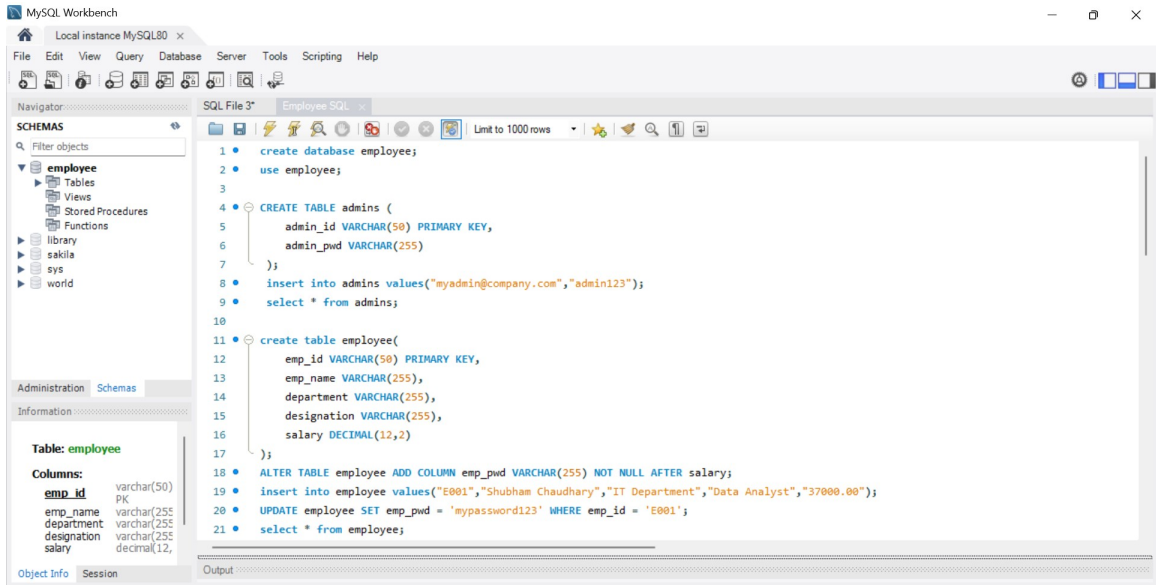 MySQL Workbench
Local instance MySQL80
File Edit View Query Database Server Tools Scripting Help
Navigator
SCHEMAS
Filter objects
employee
Tables
Views
Stored Procedures
Functions
library
sakila
sys
world
Administration Schemas
Information
Table: employee
Columns:
emp_id varchar(50) PK
emp_name varchar(255
department varchar(255
designation varchar(255
salary decimal(12,
Object Info Session
SQL File 3* Employee SQL
Limit to 1000 rows
1 create database employee;
2 use employee;
3
4 CREATE TABLE admins (
5 admin_id VARCHAR(50) PRIMARY KEY,
6 admin_pwd VARCHAR(255)
7 );
8 insert into admins values("myadmin@company.com","admin123");
9 select * from admins;
10
11 create table employee(
12 emp_id VARCHAR(50) PRIMARY KEY,
13 emp_name VARCHAR(255),
14 department VARCHAR(255),
15 designation VARCHAR(255),
16 salary DECIMAL(12,2)
17 );
18 ALTER TABLE employee ADD COLUMN emp_pwd VARCHAR(255) NOT NULL AFTER salary;
19 insert into employee values("E001","Shubham Chaudhary","IT Department","Data Analyst","37000.00");
20 UPDATE employee SET emp_pwd = 'mypassword123' WHERE emp_id = 'E001';
21 select * from employee;
Output